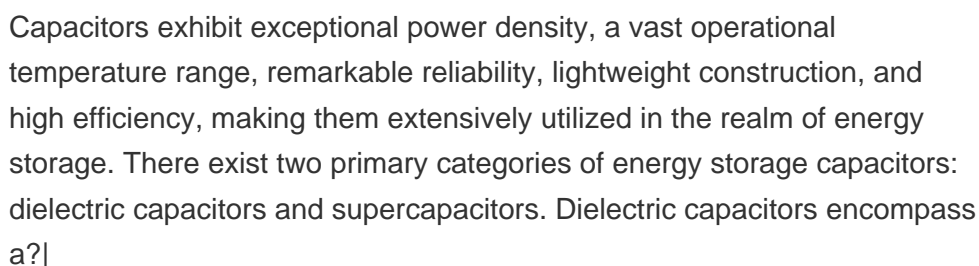 Capacitors exhibit exceptional power density, a vast operational
temperature range, remarkable reliability, lightweight construction, and
high efficiency, making them extensively utilized in the realm of energy
storage. There exist two primary categories of energy storage capacitors:
dielectric capacitors and supercapacitors. Dielectric capacitors encompass
a?|